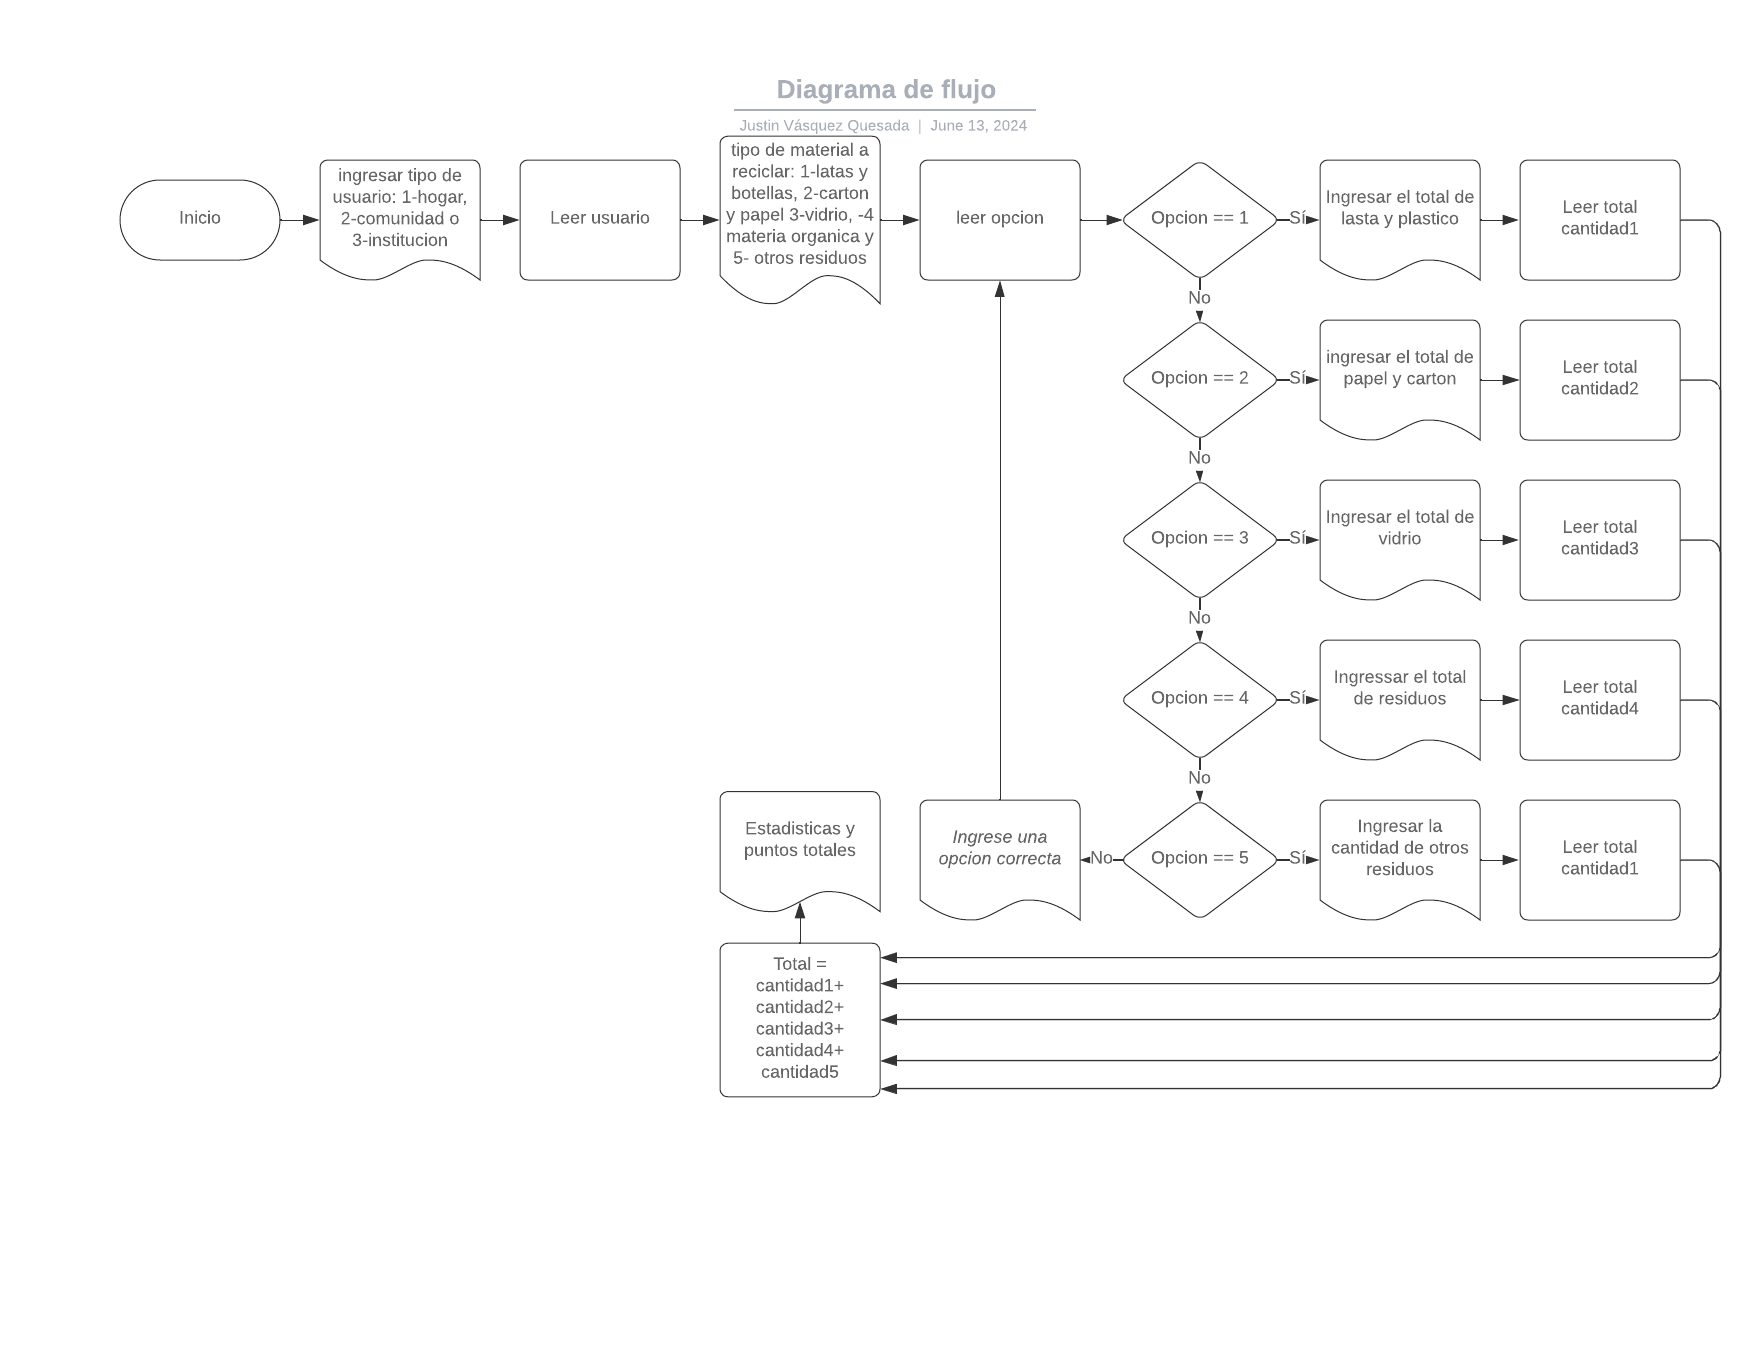 Diagrama de flujo
Justin Vásquez Quesada | June 13, 2024
Inicio
ingresar tipo de
usuario: 1-hogar,
2-comunidad o
3-institucion
Leer usuario
tipo de material a
reciclar: 1-latas y
botellas, 2-carton
y papel 3-vidrio, -4
materia organica y
5- otros residuos
leer opcion
Opcion == 1
Sí
Ingresar el total de
lasta y plastico
Leer total
cantidad1
No
Opcion == 2
Sí
ingresar el total de
papel y carton
Leer total
cantidad2
No
Opcion == 3
Sí
Ingresar el total de
vidrio
Leer total
cantidad3
No
Opcion == 4
Sí
Ingressar el total
de residuos
Leer total
cantidad4
No
Opcion == 5
Sí
Ingresar la
cantidad de otros
residuos
Leer total
cantidad1
No
Ingrese una
opcion correcta
Estadisticas y
puntos totales
Total =
cantidad1+
cantidad2+
cantidad3+
cantidad4+
cantidad5